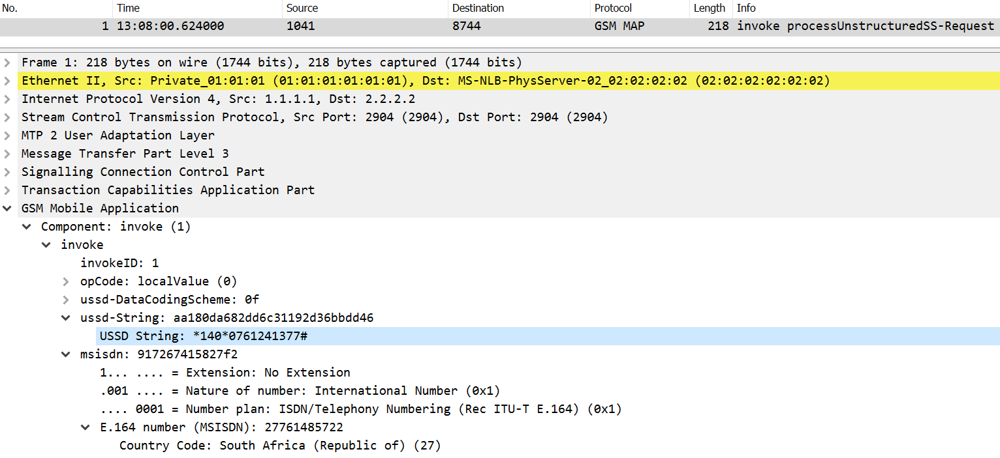 No. Time Source Destination Protocol Length Info
1 13:08:00.624000 1041 8744 GSM MAP 218 invoke processUnstructuredSS-Request
Frame 1: 218 bytes on wire (1744 bits), 218 bytes captured (1744 bits)
Ethernet II, Src: Private_01:01:01 (01:01:01:01:01:01), Dst: MS-NLB-PhysServer-02_02:02:02:02 (02:02:02:02:02:02)
Internet Protocol Version 4, Src: 1.1.1.1, Dst: 2.2.2.2
Stream Control Transmission Protocol, Src Port: 2904 (2904), Dst Port: 2904 (2904)
MTP 2 User Adaptation Layer
Message Transfer Part Level 3
Signalling Connection Control Part
Transaction Capabilities Application Part
GSM Mobile Application
Component: invoke (1)
invoke
invokeID: 1
opCode: localValue (0)
ussd-DataCodingScheme: 0f
ussd-String: aa180da682dd6c31192d36bbdd46
USSD String: *140*0761241377#
msisdn: 917267415827f2
1... .... = Extension: No Extension
.001 .... = Nature of number: International Number (0x1)
.... 0001 = Number plan: ISDN/Telephony Numbering (Rec ITU-T E.164) (0x1)
E.164 number (MSISDN): 27761485722
Country Code: South Africa (Republic of) (27)